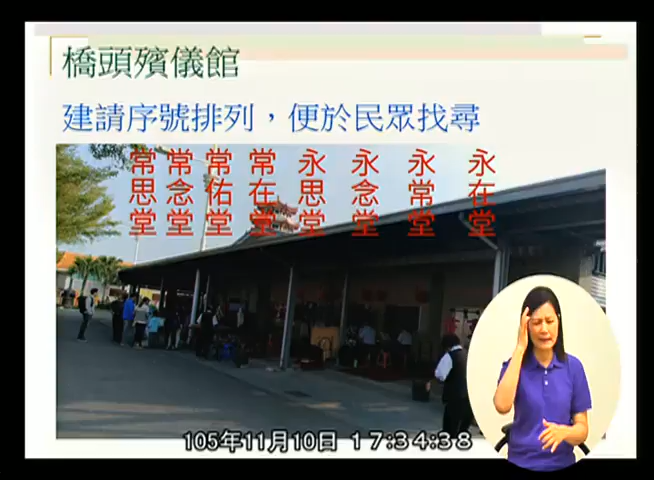 橋頭殯儀館
建請序號排列，便於民眾找尋
常思堂 常念堂 常佑堂 常在堂 永思堂 永念堂 永常堂 永在堂
105年11月10日 17:34:38